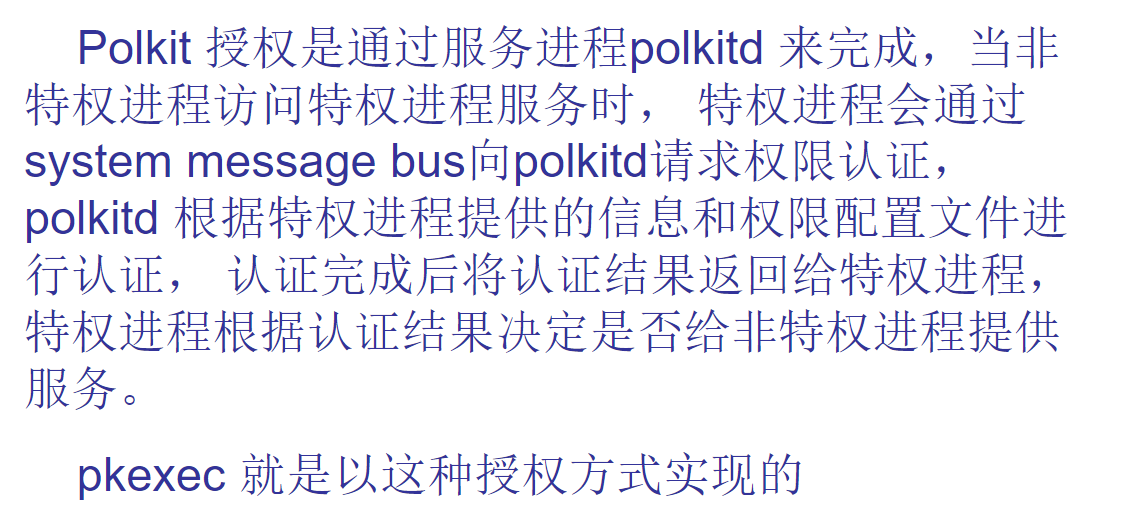 Polkit 授权是通过服务进程polkitd 来完成，当非
特权进程访问特权进程服务时， 特权进程会通过
system message bus向polkitd请求权限认证，
polkitd 根据特权进程提供的信息和权限配置文件进
行认证， 认证完成后将认证结果返回给特权进程，
特权进程根据认证结果决定是否给非特权进程提供
服务。
pkexec 就是以这种授权方式实现的